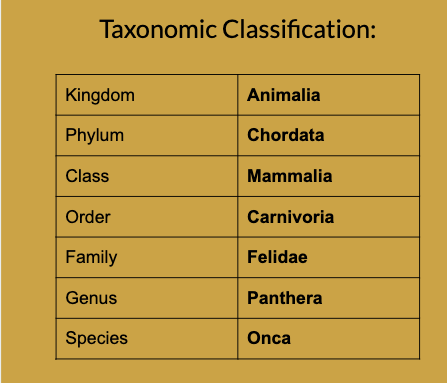 Taxonomic Classification:
Kingdom Animalia
Phylum Chordata
Class Mammalia
Order Carnivoria
Family Felidae
Genus Panthera
Species Onca